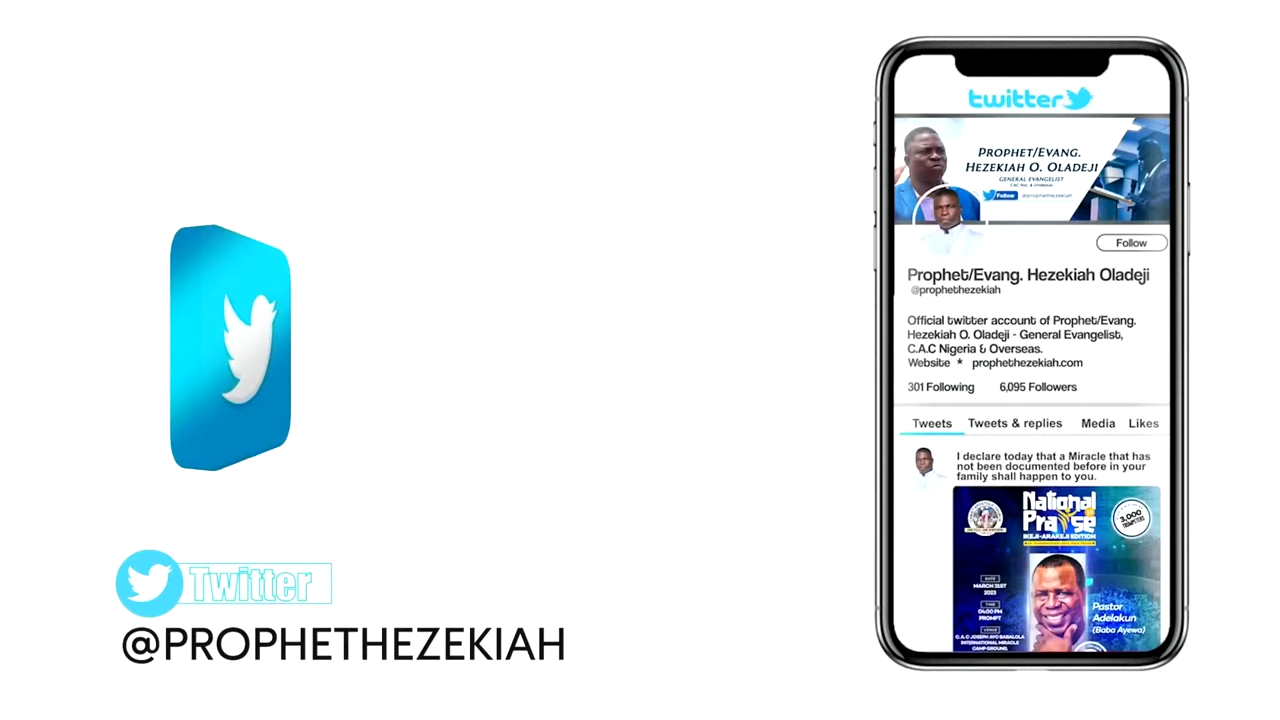 Twitter
@PROPHETHEZEKIAH
twitter
PROPHET/EVANG.
HEZEKIAH O. OLADEJI
GENERAL EVANGELIST
Follow @prophethezekiah
Follow
Prophet/Evang. Hezekiah Oladeji
@prophethezekiah
Official twitter account of Prophet/Evang.
Hezekiah O. Oladeji - General Evangelist,
C.A.C Nigeria & Overseas.
Website * prophethezekiah.com
301 Following 6,095 Followers
Tweets Tweets & replies Media Likes
I declare today that a Miracle that has
not been documented before in your
family shall happen to you.
National
Praise
IKEJI-ARAKEJI EDITION
3,000
TRUMPETERS
DATE
MARCH 31ST
2023
TIME
04:00 PM
PROMPT
VENUE
C. A. C JOSEPH AYO BABALOLA
INTERNATIONAL MIRACLE
CAMP GROUND,
Pastor
Adelakun
(Baba Ayewa)